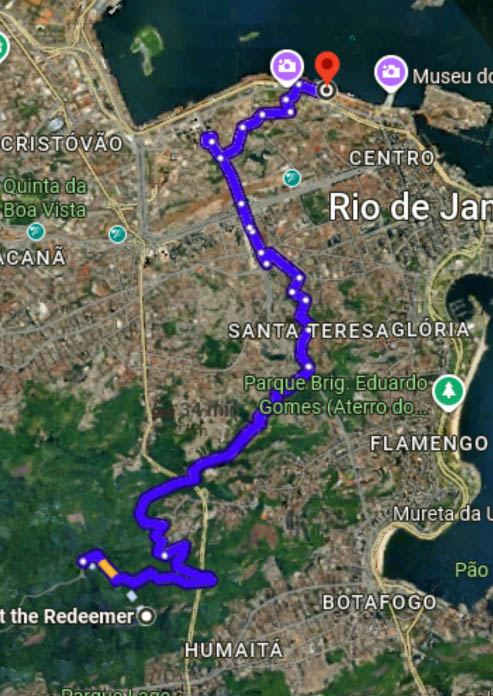 Museu do
CRISTÓVÃO
CENTRO
Quinta da
Boa Vista
Rio de Jan
ACANÃ
SANTA TERESA
GLÓRIA
Parque Brig. Eduardo
Gomes (Aterro do...
34 min
FLAMENGO
Mureta da U
Pão
t the Redeemer
BOTAFOGO
HUMAITÁ
Parque Lage